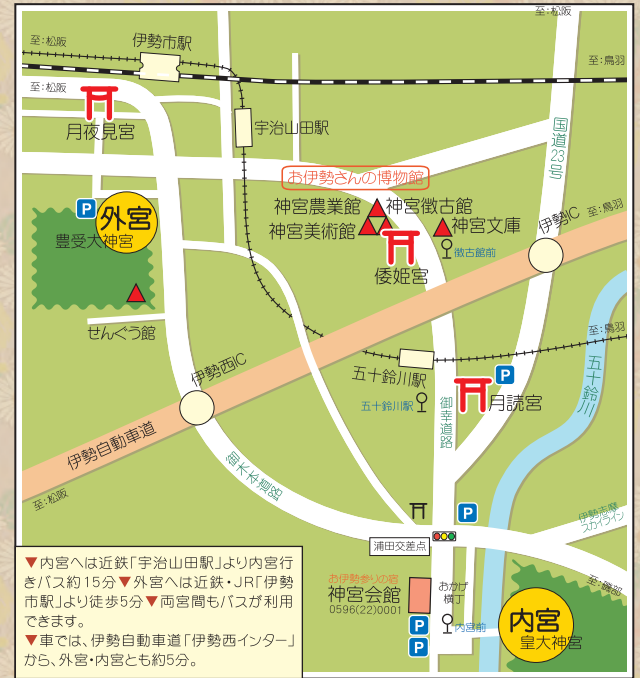 至:松阪
至:松阪
伊勢市駅
至:鳥羽
至:松阪
月夜見宮
宇治山田駅
国道23号
お伊勢さんの博物館
神宮農業館
神宮徴古館
神宮美術館
神宮文庫
徴古館前
倭姫宮
伊勢IC
至:鳥羽
P
外宮
豊受大神宮
せんぐう館
至:鳥羽
伊勢西IC
五十鈴川駅
五十鈴川駅
P
月読宮
御幸道路
五十鈴川
伊勢自動車道
至:松阪
御木本道路
P
浦田交差点
伊勢志摩
スカイライン
至:磯部
お伊勢参りの宿
神宮会館
0596(22)0001
おかげ
横丁
P
P
内宮前
内宮
皇大神宮
▼内宮へは近鉄「宇治山田駅」より内宮行
きバス約15分▼外宮へは近鉄・JR「伊勢
市駅」より徒歩5分▼両宮間もバスが利用
できます。
▼車では、伊勢自動車道「伊勢西インター」
から、外宮・内宮とも約5分。